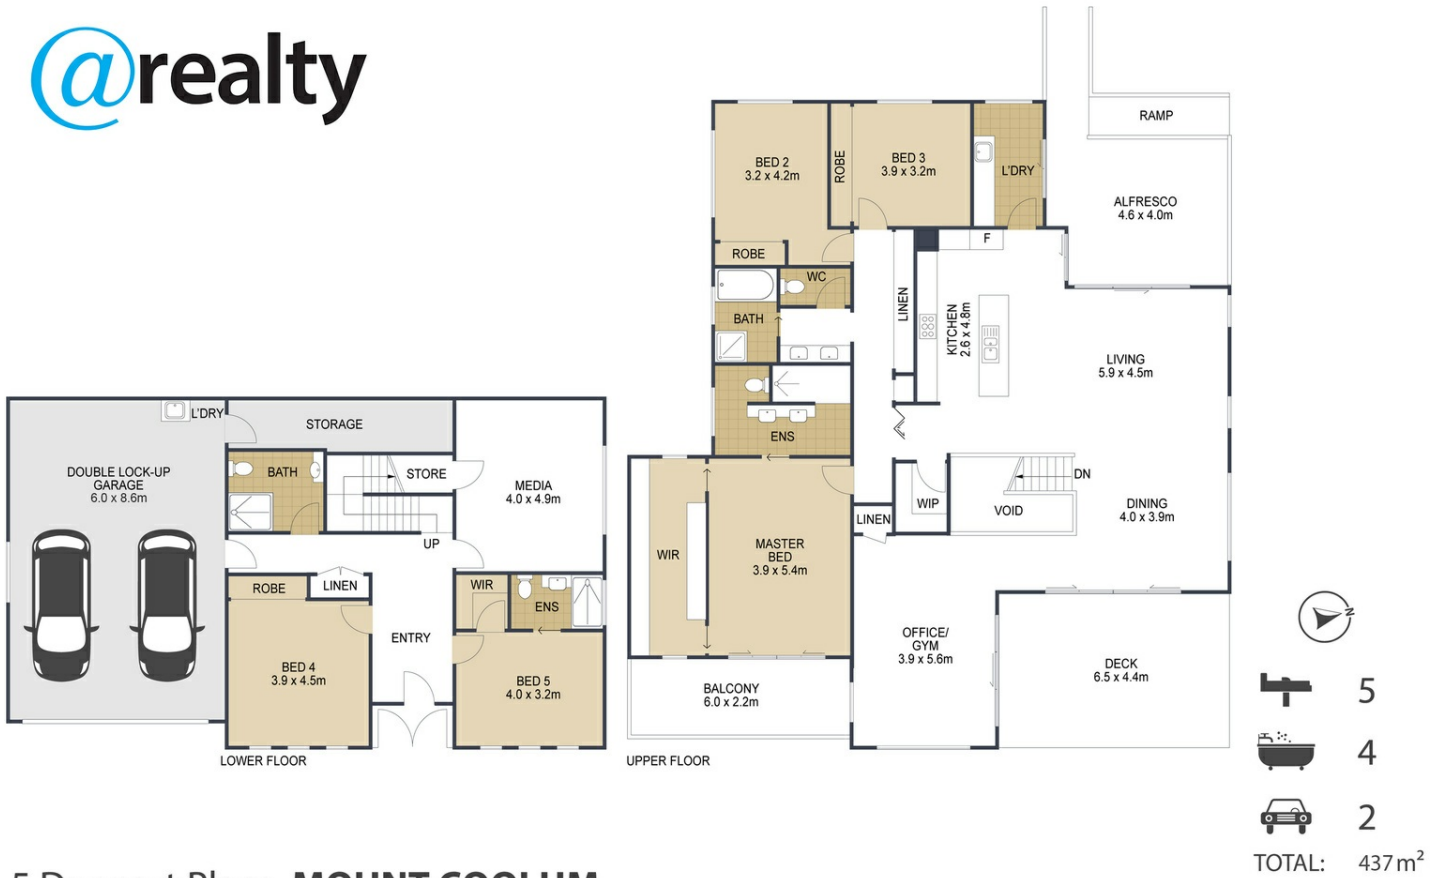 @realty
RAMP
BED 2
3.2 x 4.2m
ROBE
BED 3
3.9 x 3.2m
L'DRY
ALFRESCO
4.6 x 4.0m
ROBE
F
WC
LINEN
BATH
KITCHEN
2.6 x 4.8m
LIVING
5.9 x 4.5m
ENS
DN
WIP
VOID
DINING
4.0 x 3.9m
LINEN
WIR
MASTER
BED
3.9 x 5.4m
OFFICE/
GYM
3.9 x 5.6m
DECK
6.5 x 4.4m
BALCONY
6.0 x 2.2m
UPPER FLOOR
L'DRY
STORAGE
DOUBLE LOCK-UP
GARAGE
6.0 x 8.6m
BATH
STORE
MEDIA
4.0 x 4.9m
UP
ROBE
LINEN
WIR
ENS
ENTRY
BED 4
3.9 x 4.5m
BED 5
4.0 x 3.2m
LOWER FLOOR
N
5
4
2
TOTAL: 437m²
5 Place, MOUNT COOLUM